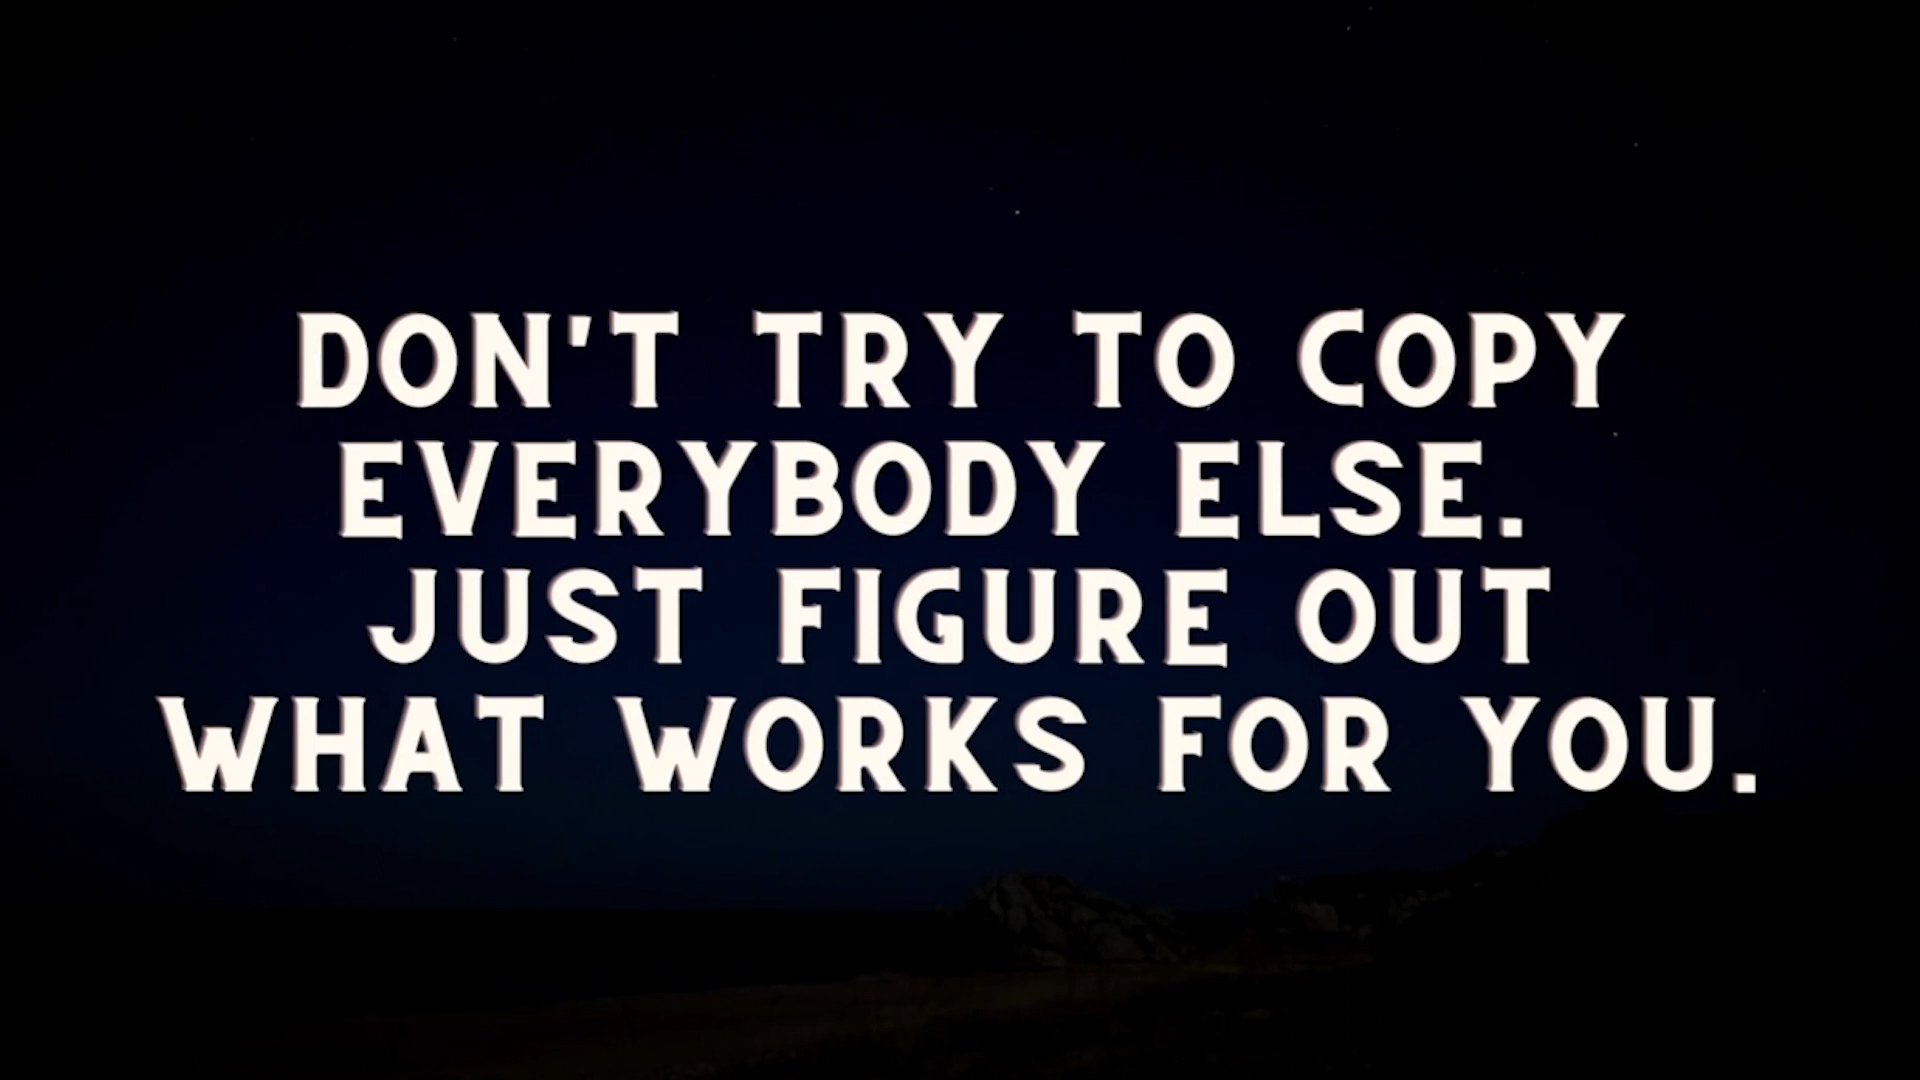 DON'T TRY TO COPY
EVERYBODY ELSE.
JUST FIGURE OUT
WHAT WORKS FOR YOU.